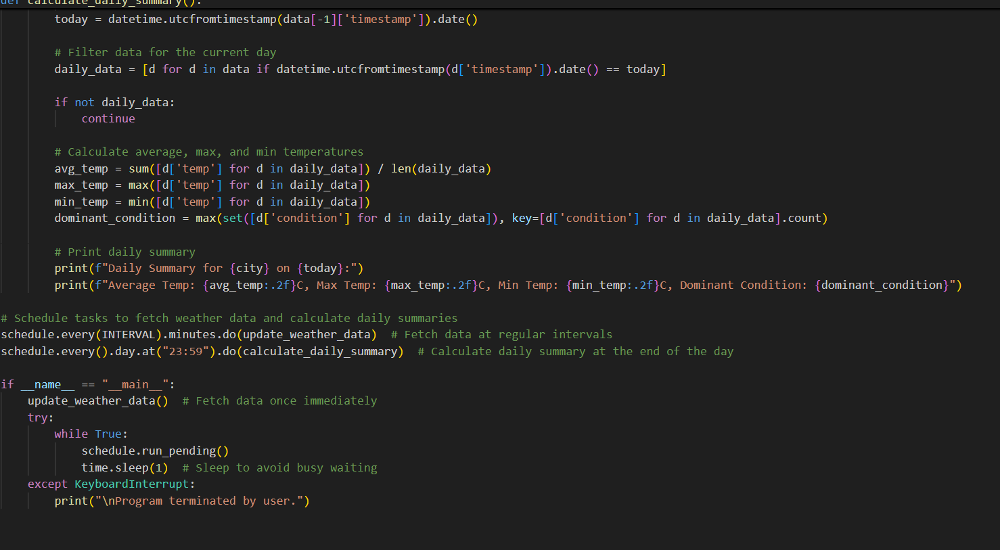 def calculate_daily_summary():
today = datetime.utcfromtimestamp(data[-1]['timestamp']).date()
# Filter data for the current day
daily_data = [d for d in data if datetime.utcfromtimestamp(d['timestamp']).date() == today]
if not daily_data:
continue
# Calculate average, max, and min temperatures
avg_temp = sum([d['temp'] for d in daily_data]) / len(daily_data)
max_temp = max([d['temp'] for d in daily_data])
min_temp = min([d['temp'] for d in daily_data])
dominant_condition = max(set([d['condition'] for d in daily_data]), key=[d['condition'] for d in daily_data].count)
# Print daily summary
print(f"Daily Summary for {city} on {today}:")
print(f"Average Temp: {avg_temp:.2f}C, Max Temp: {max_temp:.2f}C, Min Temp: {min_temp:.2f}C, Dominant Condition: {dominant_condition}")
# Schedule tasks to fetch weather data and calculate daily summaries
schedule.every(INTERVAL).minutes.do(update_weather_data)  # Fetch data at regular intervals
schedule.every().day.at("23:59").do(calculate_daily_summary)  # Calculate daily summary at the end of the day
if __name__ == "__main__":
update_weather_data()  # Fetch data once immediately
try:
while True:
schedule.run_pending()
time.sleep(1)  # Sleep to avoid busy waiting
except KeyboardInterrupt:
print("\nProgram terminated by user.")